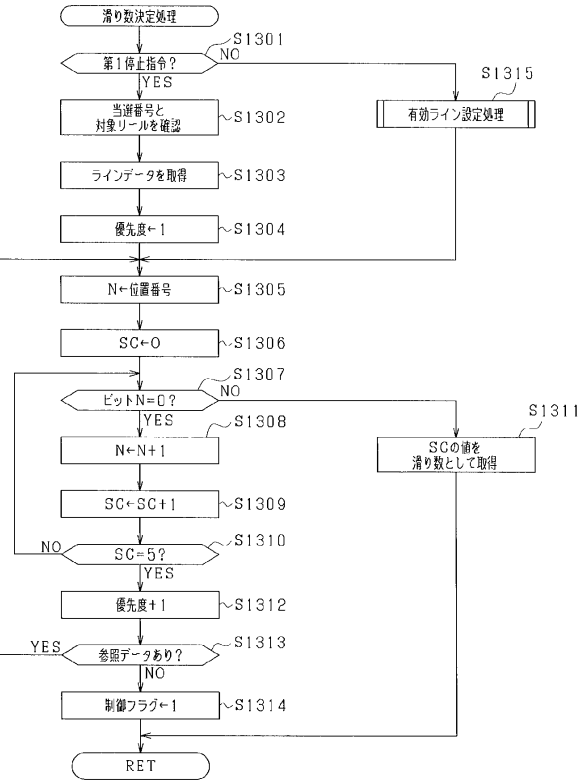 滑り数決定処理
第1停止指令?
S1301
NO
YES
S1315
有効ライン設定処理
当選番号と
対象リールを確認
S1302
ラインデータを取得
S1303
優先度←1
S1304
N←位置番号
S1305
SC←0
S1306
ビットN=0?
S1307
NO
YES
S1311
SCの値を
滑り数として取得
N←N+1
S1308
SC←SC+1
S1309
SC=5?
S1310
NO
YES
優先度+1
S1312
参照データあり?
S1313
YES
NO
制御フラグ←1
S1314
RET